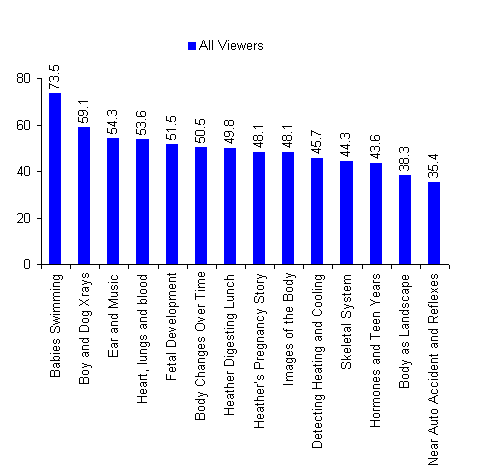 All Viewers
80
60
40
20
0
73.5
59.1
54.3
53.6
51.5
50.5
49.8
48.1
48.1
45.7
44.3
43.6
38.3
35.4
Babies Swimming
Boy and Dog Xrays
Ear and Music
Heart, lungs and blood
Fetal Development
Body Changes Over Time
Heather Digesting Lunch
Heather's Pregnancy Story
Images of the Body
Detecting Heating and Cooling
Skeletal System
Hormones and Teen Years
Body as Landscape
Near Auto Accident and Reflexes